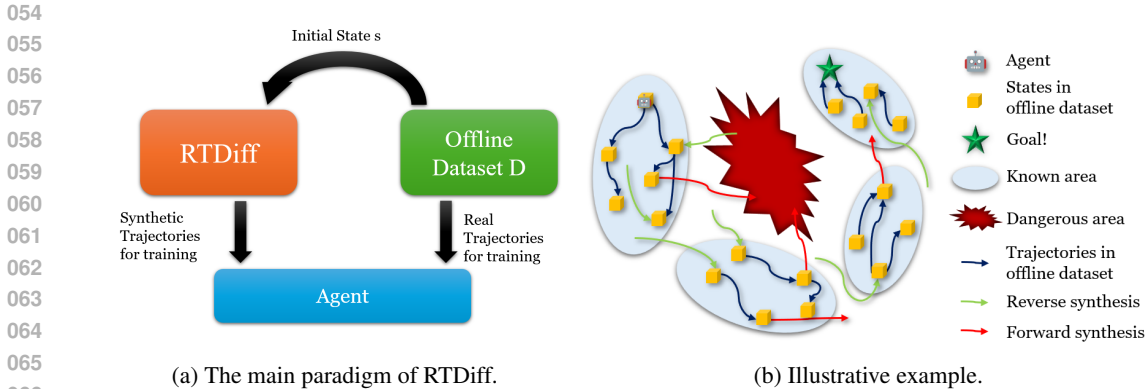 054
055
056
057
058
059
060
061
062
063
064
065
Initial State s
RTDiff
Offline
Dataset D
Synthetic
Trajectories
for training
Real
Trajectories
for training
Agent
(a) The main paradigm of RTDiff.
Agent
States in
offline dataset
Goal!
Known area
Dangerous area
Trajectories in
offline dataset
Reverse synthesis
Forward synthesis
(b) Illustrative example.